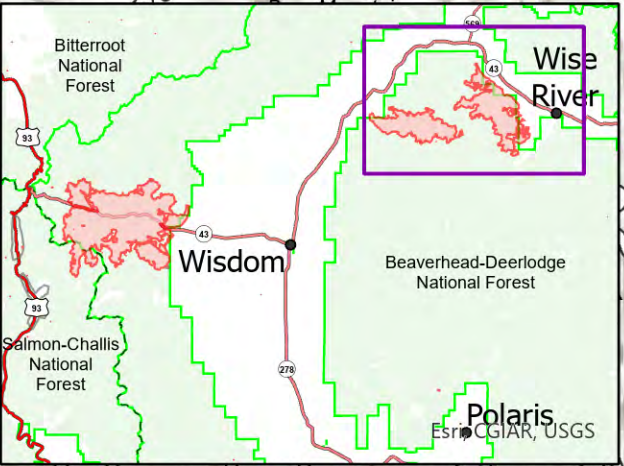 569
Bitterroot
National
Forest
Wise
River
43
93
43
Wisdom
Beaverhead-Deerlodge
National Forest
93
Salmon-Challis
National
Forest
278
Polaris
Esri, CGIAR, USGS